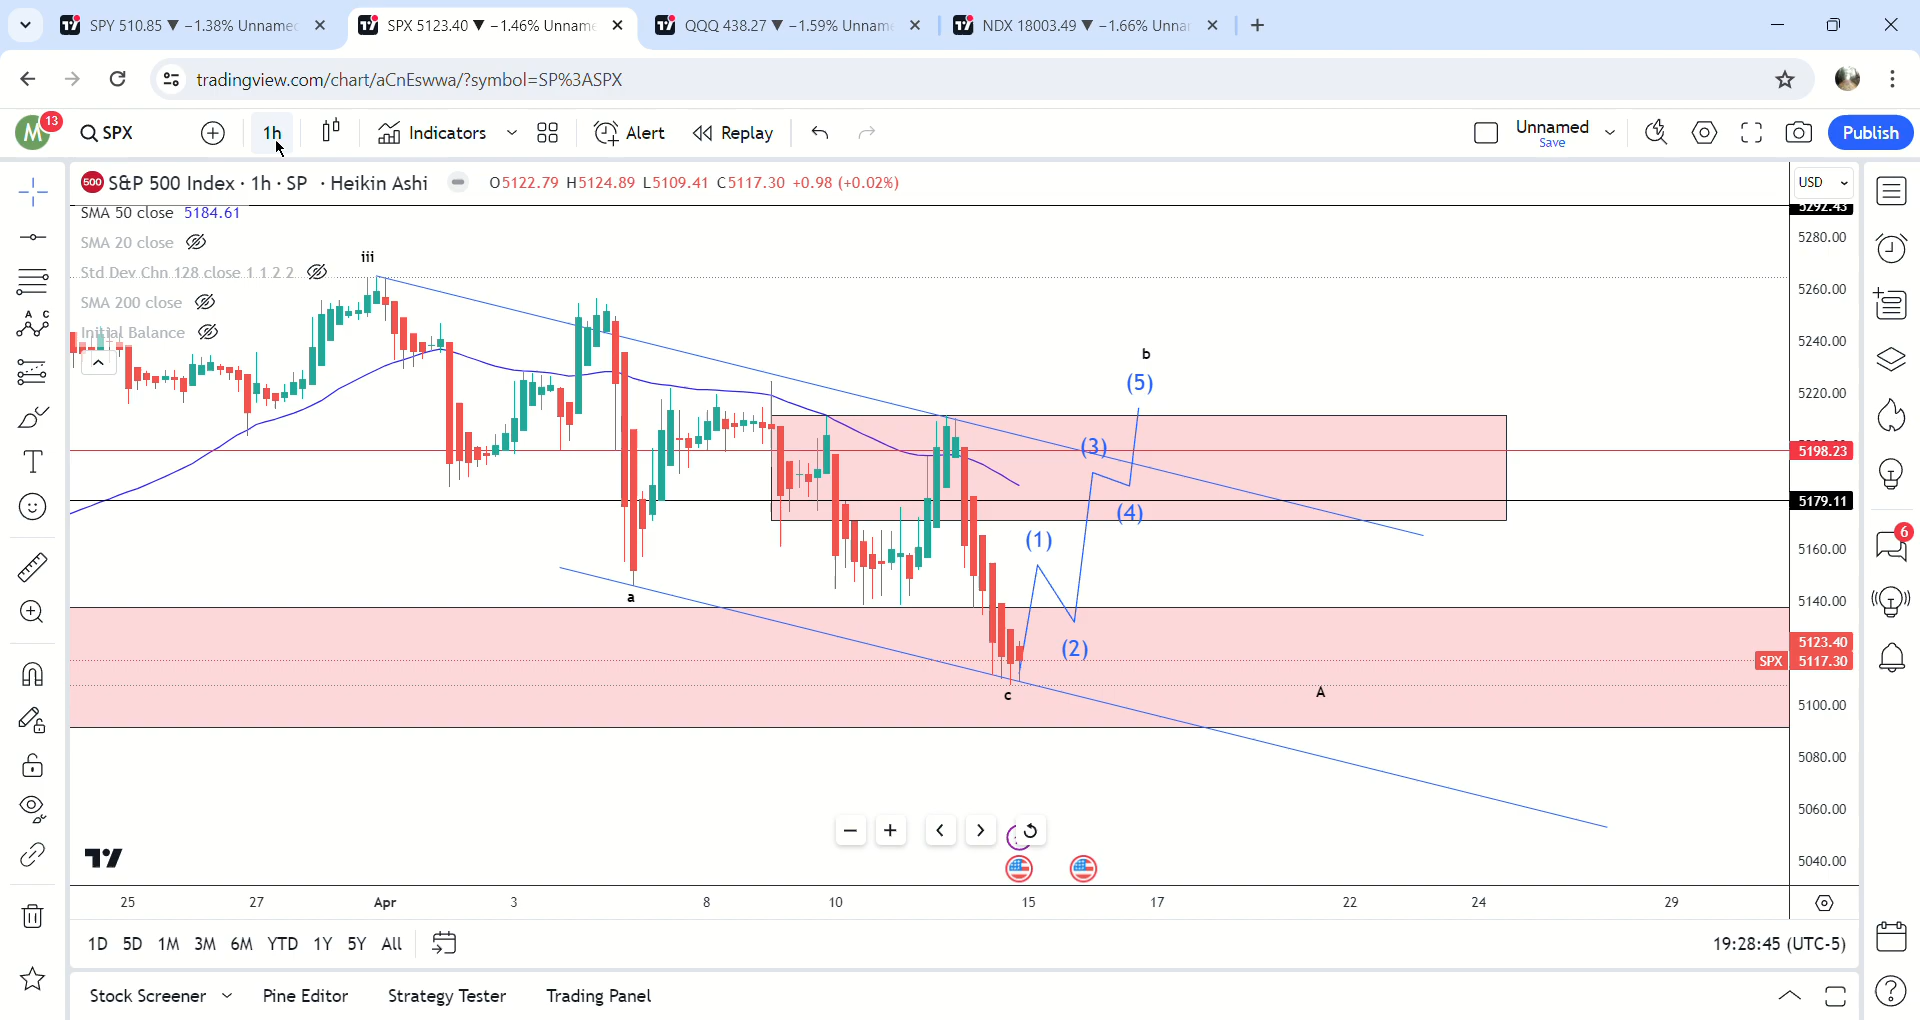 SPY 510.85 ▼ −1.38% Unnamed
SPX 5123.40 ▼ −1.46% Unname
QQQ 438.27 ▼ −1.59% Unname
NDX 18003.49 ▼ −1.66% Unna
tradingview.com/chart/aCnEswwa/?symbol=SP%3ASPX
M
13
SPX
1h
Indicators
Alert
Replay
Unnamed
Save
Publish
500
S&P 500 Index · 1h · SP · Heikin Ashi
O5122.79 H5124.89 L5109.41 C5117.30 +0.98 (+0.02%)
USD
SMA 50 close 5184.61
5292.43
SMA 20 close
5280.00
iii
Std Dev Chn 128 close 1 1 2 2
5260.00
SMA 200 close
Initial Balance
5240.00
b
(5)
5220.00
(3)
5198.23
5179.11
(4)
(1)
5160.00
6
a
5140.00
(2)
5123.40
SPX 5117.30
c
A
5100.00
5080.00
5060.00
5040.00
25
27
Apr
3
8
10
15
17
22
24
29
1D 5D 1M 3M 6M YTD 1Y 5Y All
19:28:45 (UTC-5)
Stock Screener
Pine Editor
Strategy Tester
Trading Panel